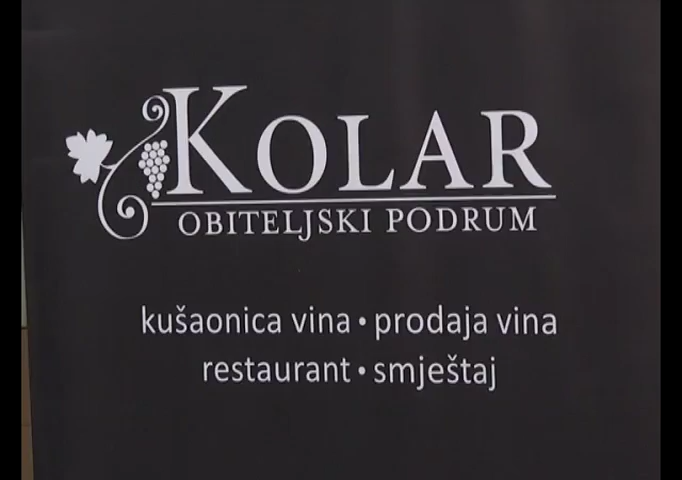 KOLAR
OBITELJSKI PODRUM
kušaonica vina • prodaja vina
restaurant • smještaj